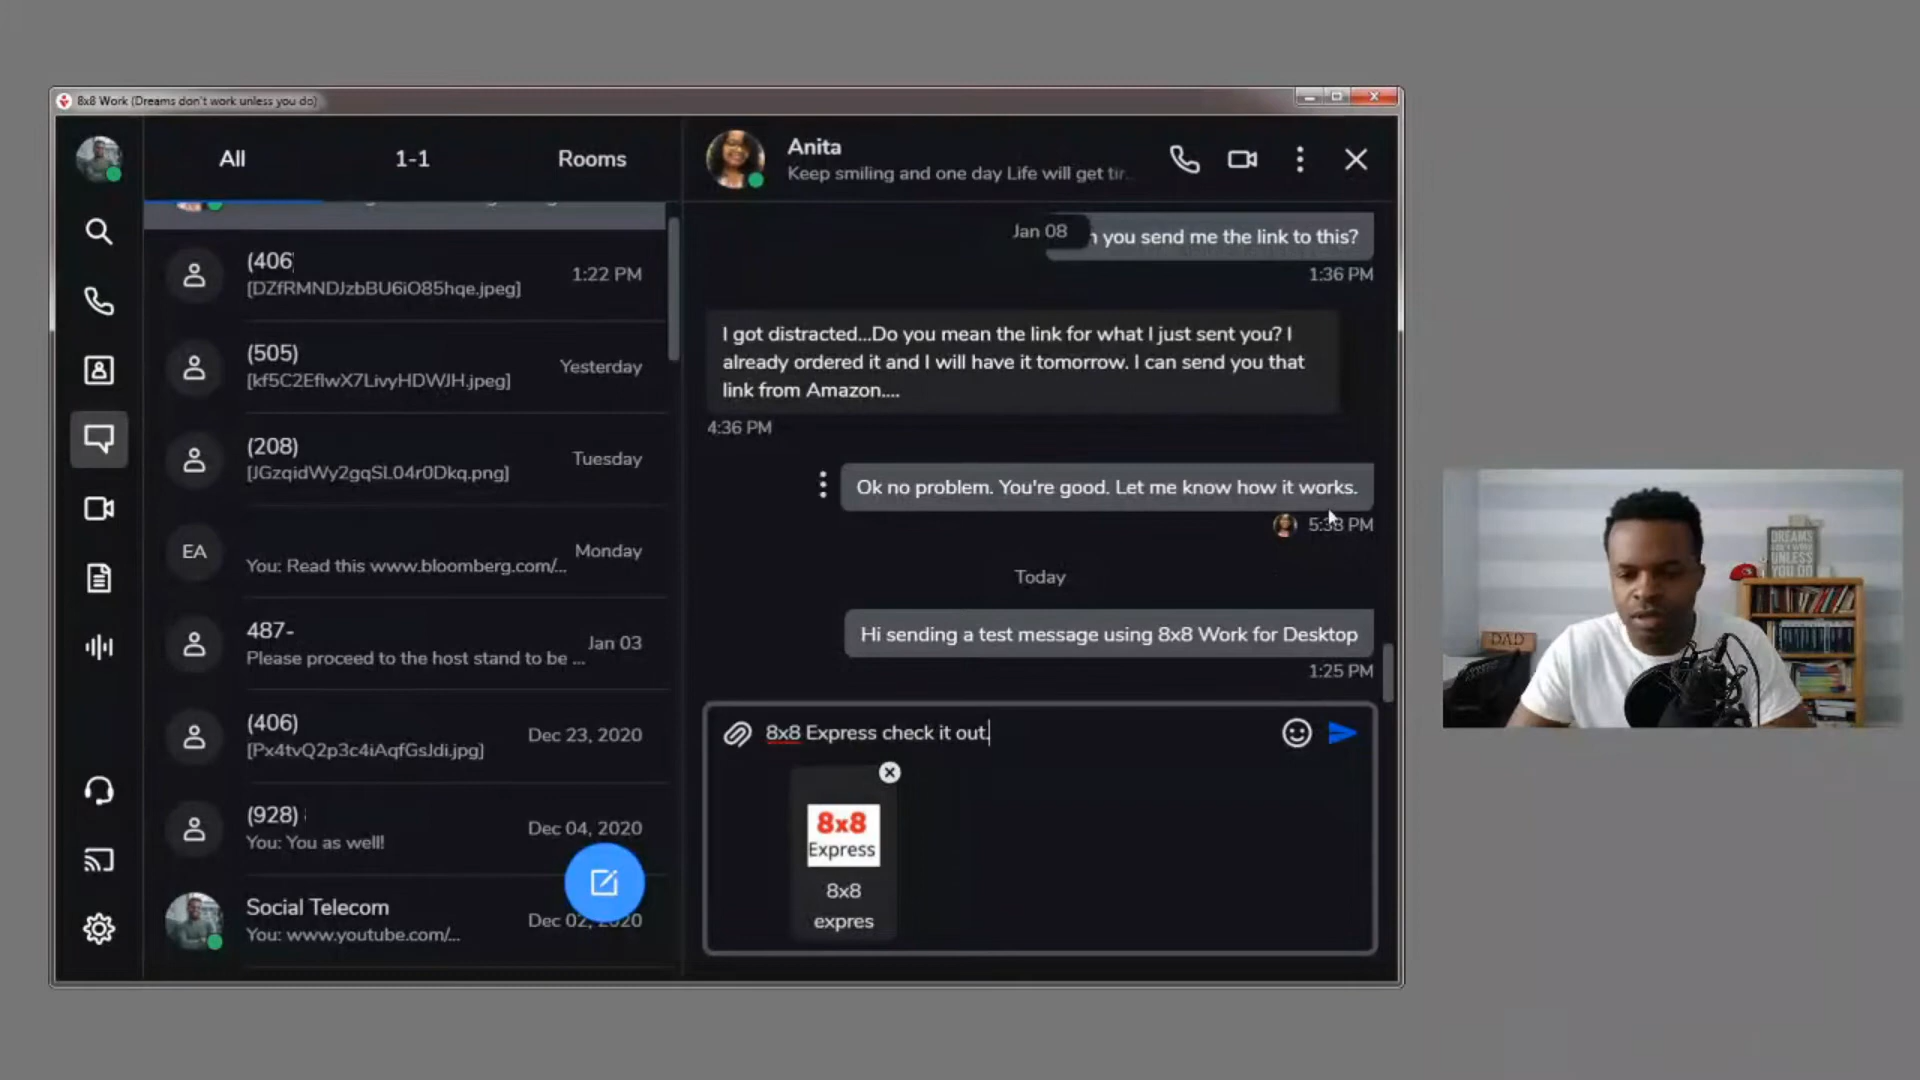 8x8 Work (Dreams don't work unless you do)
All
1-1
Rooms
(406
[DZfRMNDJzbBU6iO85hqe.jpeg]
1:22 PM
(505)
[kf5C2EflwX7LivyHDWJH.jpeg]
Yesterday
(208)
[JGzqidWy2gqSL04r0Dkq.png]
Tuesday
EA
You: Read this www.bloomberg.com/...
Monday
487-
Please proceed to the host stand to be ...
Jan 03
(406)
[Px4tvQ2p3c4iAqfGsJdi.jpg]
Dec 23, 2020
(928)
You: You as well!
Dec 04, 2020
Social Telecom
You: www.youtube.com/...
Dec 02, 2020
Anita
Keep smiling and one day Life will get tir...
Jan 08
you send me the link to this?
1:36 PM
I got distracted...Do you mean the link for what I just sent you? I
already ordered it and I will have it tomorrow. I can send you that
link from Amazon....
4:36 PM
Ok no problem. You're good. Let me know how it works.
5:38 PM
Today
Hi sending a test message using 8x8 Work for Desktop
1:25 PM
8x8 Express check it out.
8x8
Express
8x8
expres
DREAMS
DON'T WORK
UNLESS
YOU DO
DAD